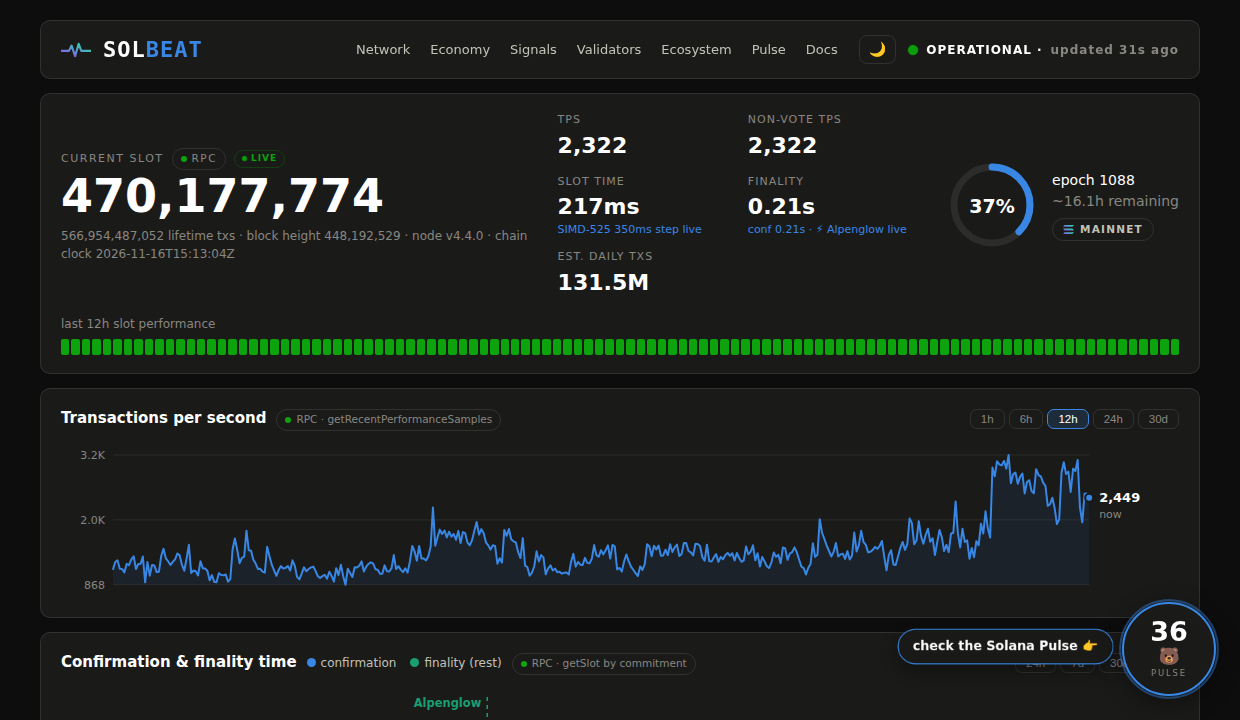 SOLBEAT
Network Economy Signals Validators Ecosystem Pulse Docs
OPERATIONAL · updated 31s ago
CURRENT SLOT RPC LIVE
470,177,774
566,954,487,052 lifetime txs · block height 448,192,529 · node v4.4.0 · chain
clock 2026-11-16T15:13:04Z
TPS
2,322
NON-VOTE TPS
2,322
SLOT TIME
217ms
SIMD-525 350ms step live
FINALITY
0.21s
conf 0.21s · ⚡ Alpenglow live
EST. DAILY TXS
131.5M
37%
epoch 1088
~16.1h remaining
MAINNET
last 12h slot performance
Transactions per second RPC · getRecentPerformanceSamples
1h 6h 12h 24h 30d
3.2K
2.0K
868
2,449
now
Confirmation & finality time confirmation finality (rest) RPC · getSlot by commitment
Alpenglow
check the Solana Pulse 👉
36
PULSE